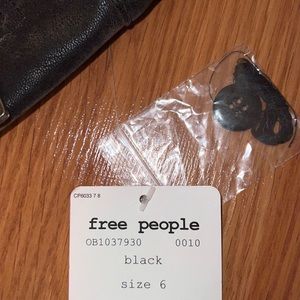 CP6033 7 8
free people
OB1037930 0010
black
size 6